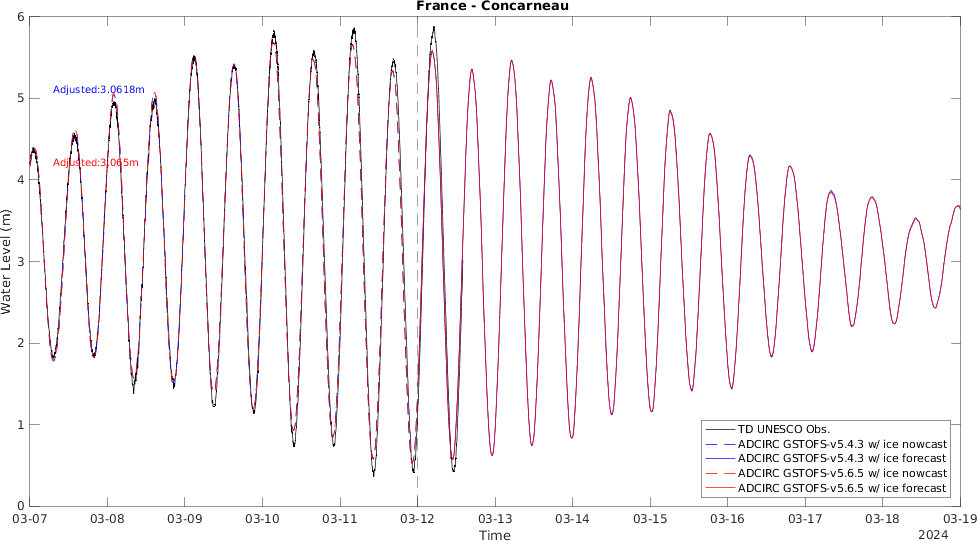 France - Concarneau
Water Level (m)
6
5
4
3
2
1
0
Adjusted:3.0618m
Adjusted:3.065m
TD UNESCO Obs.
ADCIRC GSTOFS-v5.4.3 w/ ice nowcast
ADCIRC GSTOFS-v5.4.3 w/ ice forecast
ADCIRC GSTOFS-v5.6.5 w/ ice nowcast
ADCIRC GSTOFS-v5.6.5 w/ ice forecast
03-07 03-08 03-09 03-10 03-11 03-12 03-13 03-14 03-15 03-16 03-17 03-18 03-19
Time
2024